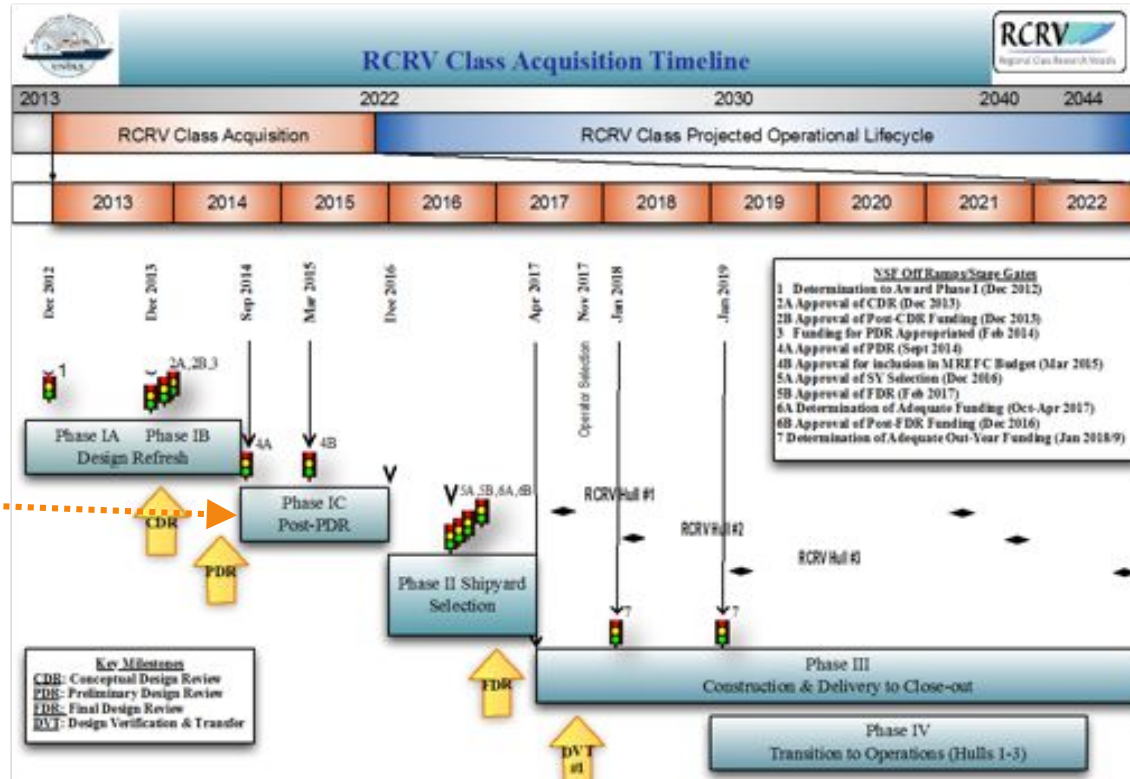 RCRV Class Acquisition Timeline
RCRV
Regional Class Research Vessels
2013 2022 2030 2040 2044
RCRV Class Acquisition
RCRV Class Projected Operational Lifecycle
2013 2014 2015 2016 2017 2018 2019 2020 2021 2022
Dec 2012
Dec 2013
Sep 2014
Mar 2015
Dec 2016
Apr 2017
Nov 2017
Jan 2018
Jan 2019
Operator Selection
NSF Off Ramps/Stage Gates
1 Determination to Award Phase I (Dec 2012)
2A Approval of CDR (Dec 2013)
2B Approval of Post-CDR Funding (Dec 2013)
3 Funding for PDR Appropriated (Feb 2014)
4A Approval of PDR (Sept 2014)
4B Approval for inclusion in MREFC Budget (Mar 2015)
5A Approval of SY Selection (Dec 2016)
5B Approval of FDR (Feb 2017)
6A Determination of Adequate Funding (Oct-Apr 2017)
6B Approval of Post-FDR Funding (Dec 2016)
7 Determination of Adequate Out-Year Funding (Jan 2018/9)
1
2A, 2B, 3
Phase IA Phase IB
Design Refresh
4A
4B
Phase IC
Post-PDR
CDR
PDR
5A, 5B, 6A, 6B
Phase II Shipyard
Selection
RCRV Hull #1
RCRV Hull #2
RCRV Hull #3
7
7
FDR
Phase III
Construction & Delivery to Close-out
DVT
#1
Phase IV
Transition to Operations (Hulls 1-3)
Key Milestones
CDR: Conceptual Design Review
PDR: Preliminary Design Review
FDR: Final Design Review
DVT: Design Verification & Transfer